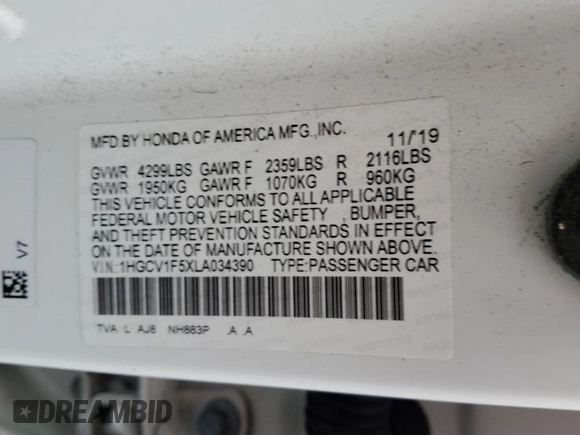 MFD.BY HONDA OF AMERICA MFG.,INC. 11/'19
GVWR 4299LBS GAWR F 2359LBS R 2116LBS
GVWR 1950KG GAWR F 1070KG R 960KG
THIS VEHICLE CONFORMS TO ALL APPLICABLE
FEDERAL MOTOR VEHICLE SAFETY , BUMPER,
AND THEFT PREVENTION STANDARDS IN EFFECT
ON THE DATE OF MANUFACTURE SHOWN ABOVE.
V.I.N.:1HGCV1F5XLA034390 TYPE:PASSENGER CAR
TVA L AJ8 NH883P .A .A
V7
DREAMBID